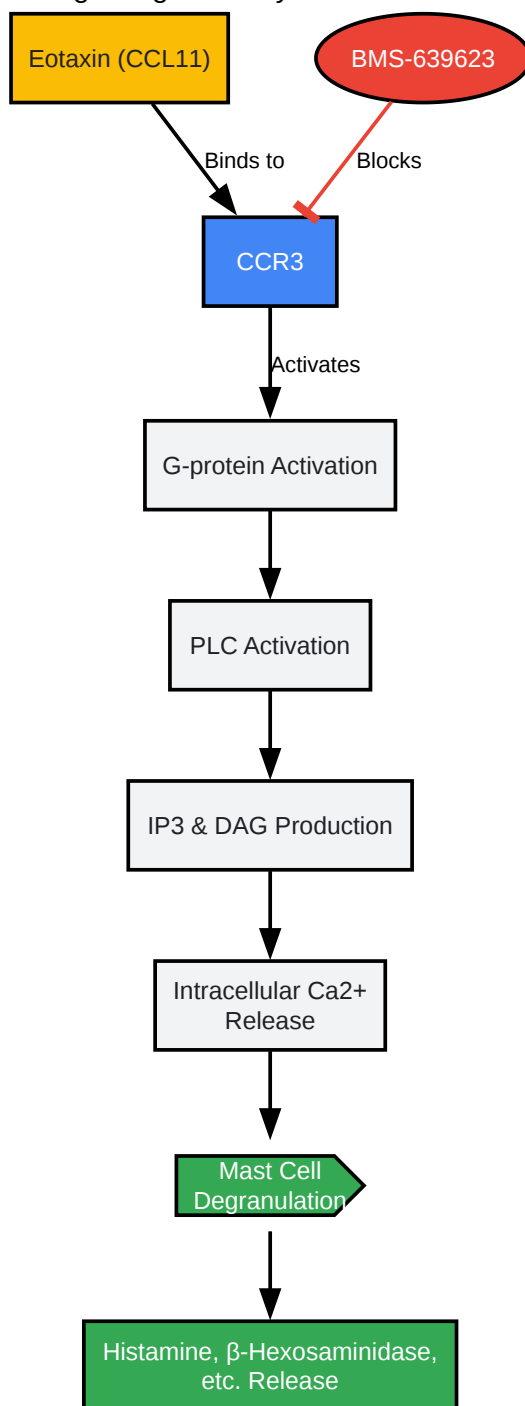 Eotaxin (CCL11)
BMS-639623
Binds to
Blocks
CCR3
Activates
G-protein Activation
PLC Activation
IP3 & DAG Production
Intracellular Ca2+
Release
Mast Cell
Degranulation
Histamine, β-Hexosaminidase,
etc. Release